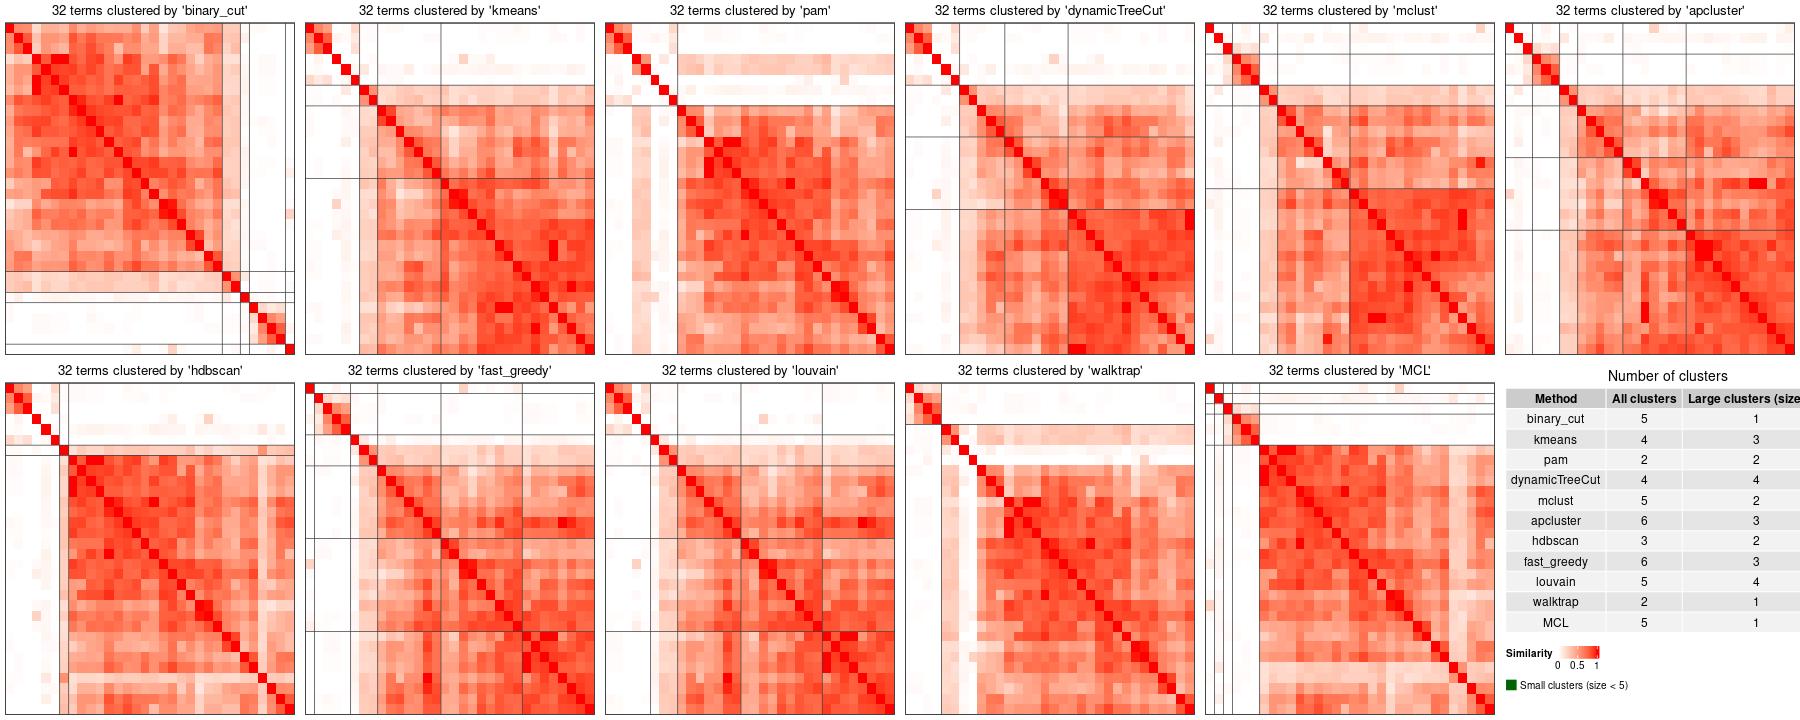 32 terms clustered by 'binary_cut'
32 terms clustered by 'kmeans'
32 terms clustered by 'pam'
32 terms clustered by 'dynamicTreeCut'
32 terms clustered by 'mclust'
32 terms clustered by 'apcluster'
32 terms clustered by 'hdbscan'
32 terms clustered by 'fast_greedy'
32 terms clustered by 'louvain'
32 terms clustered by 'walktrap'
32 terms clustered by 'MCL'
Number of clusters
Method All clusters Large clusters (size
binary_cut 5 1
kmeans 4 3
pam 2 2
dynamicTreeCut 4 4
mclust 5 2
apcluster 6 3
hdbscan 3 2
fast_greedy 6 3
louvain 5 4
walktrap 2 1
MCL 5 1
Similarity
0 0.5 1
Small clusters (size < 5)